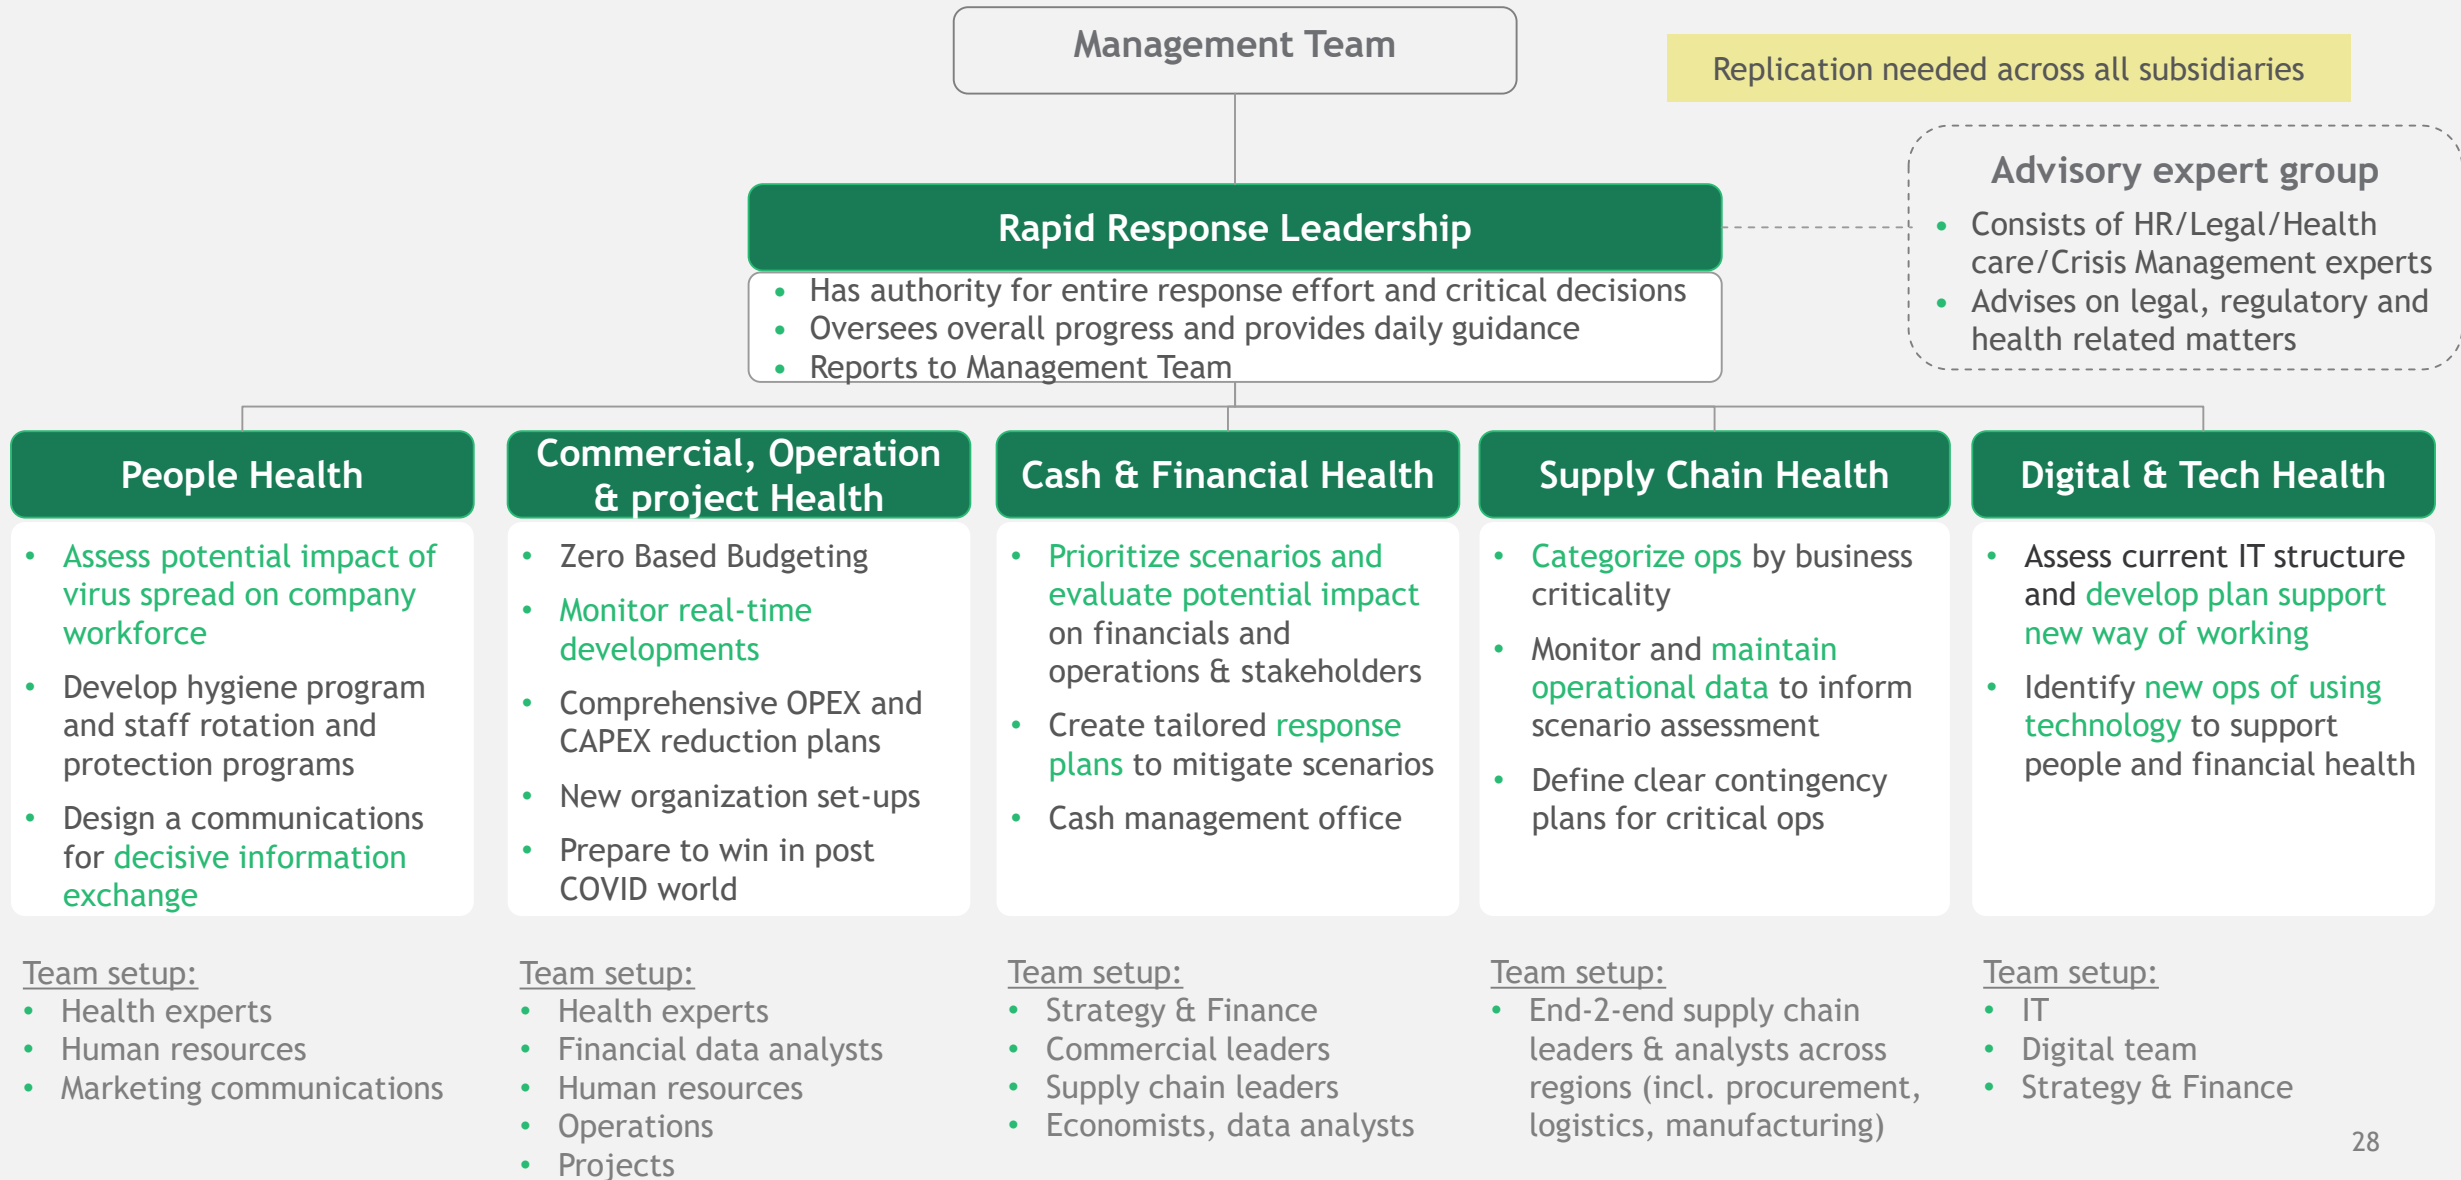 Management Team
Replication needed across all subsidiaries
Advisory expert group
• Consists of HR/Legal/Health
care/Crisis Management experts
• Advises on legal, regulatory and
health related matters
Rapid Response Leadership
• Has authority for entire response effort and critical decisions
• Oversees overall progress and provides daily guidance
• Reports to Management Team
People Health
• Assess potential impact of
virus spread on company
workforce
• Develop hygiene program
and staff rotation and
protection programs
• Design a communications
for decisive information
exchange
Team setup:
• Health experts
• Human resources
• Marketing communications
Commercial, Operation
& project Health
• Zero Based Budgeting
• Monitor real-time
developments
• Comprehensive OPEX and
CAPEX reduction plans
• New organization set-ups
• Prepare to win in post
COVID world
Team setup:
• Health experts
• Financial data analysts
• Human resources
• Operations
• Projects
Cash & Financial Health
• Prioritize scenarios and
evaluate potential impact
on financials and
operations & stakeholders
• Create tailored response
plans to mitigate scenarios
• Cash management office
Team setup:
• Strategy & Finance
• Commercial leaders
• Supply chain leaders
• Economists, data analysts
Supply Chain Health
• Categorize ops by business
criticality
• Monitor and maintain
operational data to inform
scenario assessment
• Define clear contingency
plans for critical ops
Team setup:
• End-2-end supply chain
leaders & analysts across
regions (incl. procurement,
logistics, manufacturing)
Digital & Tech Health
• Assess current IT structure
and develop plan support
new way of working
• Identify new ops of using
technology to support
people and financial health
Team setup:
• IT
• Digital team
• Strategy & Finance
28